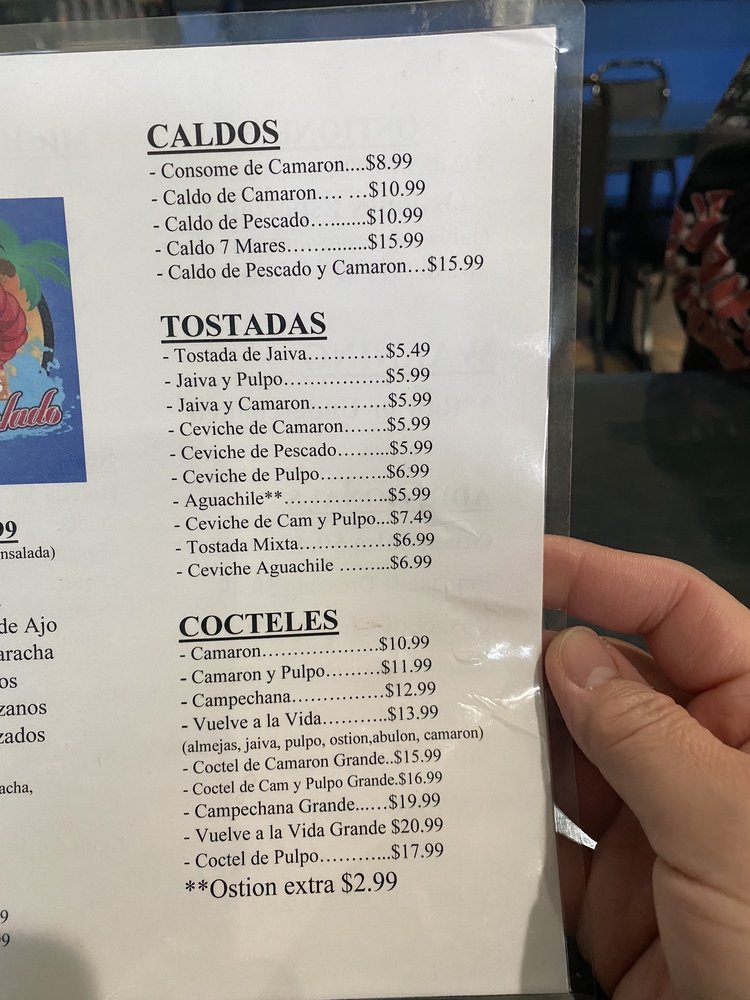 CALDOS
- Consome de Camaron....$8.99
- Caldo de Camaron.... ...$10.99
- Caldo de Pescado..........$10.99
- Caldo 7 Mares...............$15.99
- Caldo de Pescado y Camaron...$15.99
TOSTADAS
- Tostada de Jaiva............$5.49
- Jaiva y Pulpo................$5.99
- Jaiva y Camaron............$5.99
- Ceviche de Camaron.......$5.99
- Ceviche de Pescado.........$5.99
- Ceviche de Pulpo...........$6.99
- Aguachile**.................$5.99
- Ceviche de Cam y Pulpo...$7.49
- Tostada Mixta...............$6.99
- Ceviche Aguachile .........$6.99
COCTELES
- Camaron...................$10.99
- Camaron y Pulpo.........$11.99
- Campechana...............$12.99
- Vuelve a la Vida...........$13.99
(almejas, jaiva, pulpo, ostion,abulon, camaron)
- Coctel de Camaron Grande..$15.99
- Coctel de Cam y Pulpo Grande.$16.99
- Campechana Grande......$19.99
- Vuelve a la Vida Grande $20.99
- Coctel de Pulpo............$17.99
**Ostion extra $2.99
lado
99
nsalada)
de Ajo
aracha
os
zanos
zados
acha,
9
9